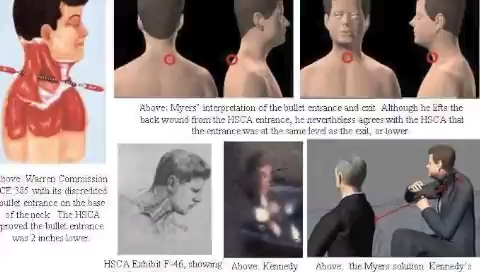 Above: Myers' interpretation of the bullet entrance and exit. Although he lifts the
back wound from the HSCA entrance, he nevertheless agrees with the HSCA that
the entrance was at the same level as the exit, or lower.
bove: Warren Commission
CE 385 with its discredited
bullet entrance on the base
of the neck. The HSCA
proved the bullet entrance
was 2 inches lower.
HSCA Exhibit F-46, showing
Above: Kennedy
Above, the Myers solution. Kennedy's